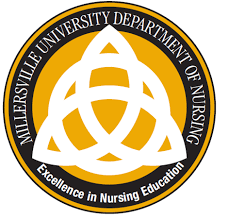 MILLERSVILLE UNIVERSITY DEPARTMENT OF NURSING
Excellence in Nursing Education